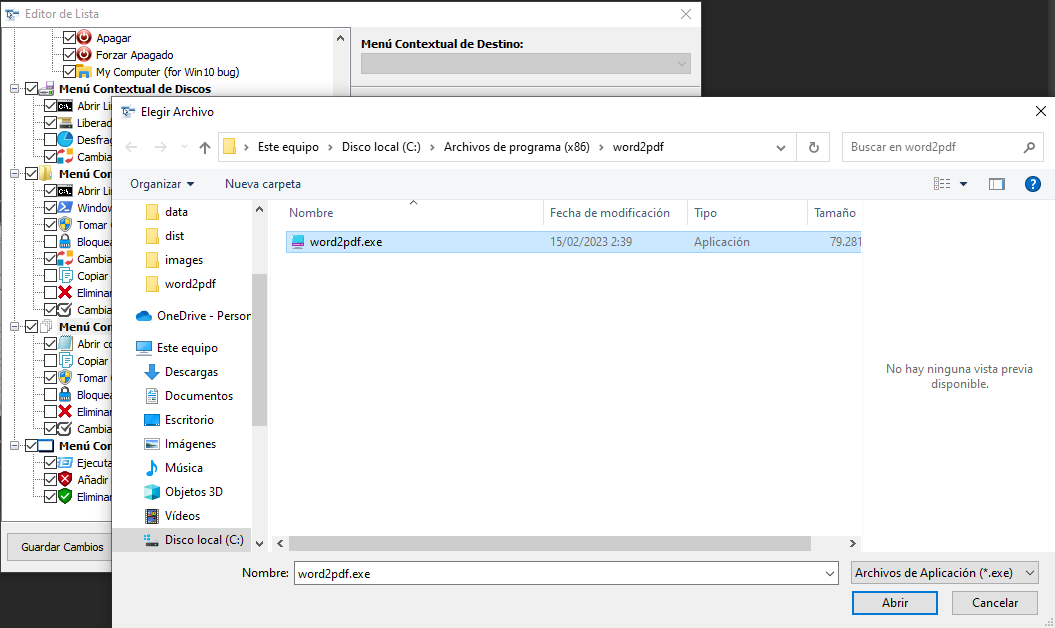 Editor de Lista
Apagar
Forzar Apagado
My Computer (for Win10 bug)
Menú Contextual de Discos
Abrir Lí
Liberad
Desfrag
Cambia
Menú Con
Abrir Lí
Window
Tomar
Bloquea
Cambia
Copiar
Eliminar
Cambia
Menú Con
Abrir co
Copiar
Tomar
Bloquea
Eliminar
Cambia
Menú Con
Ejecuta
Añadir
Eliminar
Guardar Cambios
Menú Contextual de Destino:
Elegir Archivo
Este equipo > Disco local (C:) > Archivos de programa (x86) > word2pdf
Buscar en word2pdf
Organizar
Nueva carpeta
data
dist
images
word2pdf
OneDrive - Person
Este equipo
Descargas
Documentos
Escritorio
Imágenes
Música
Objetos 3D
Vídeos
Disco local (C:)
Nombre Fecha de modificación Tipo Tamaño
word2pdf.exe 15/02/2023 2:39 Aplicación 79.281
No hay ninguna vista previa
disponible.
Nombre: word2pdf.exe
Archivos de Aplicación (*.exe)
Abrir
Cancelar